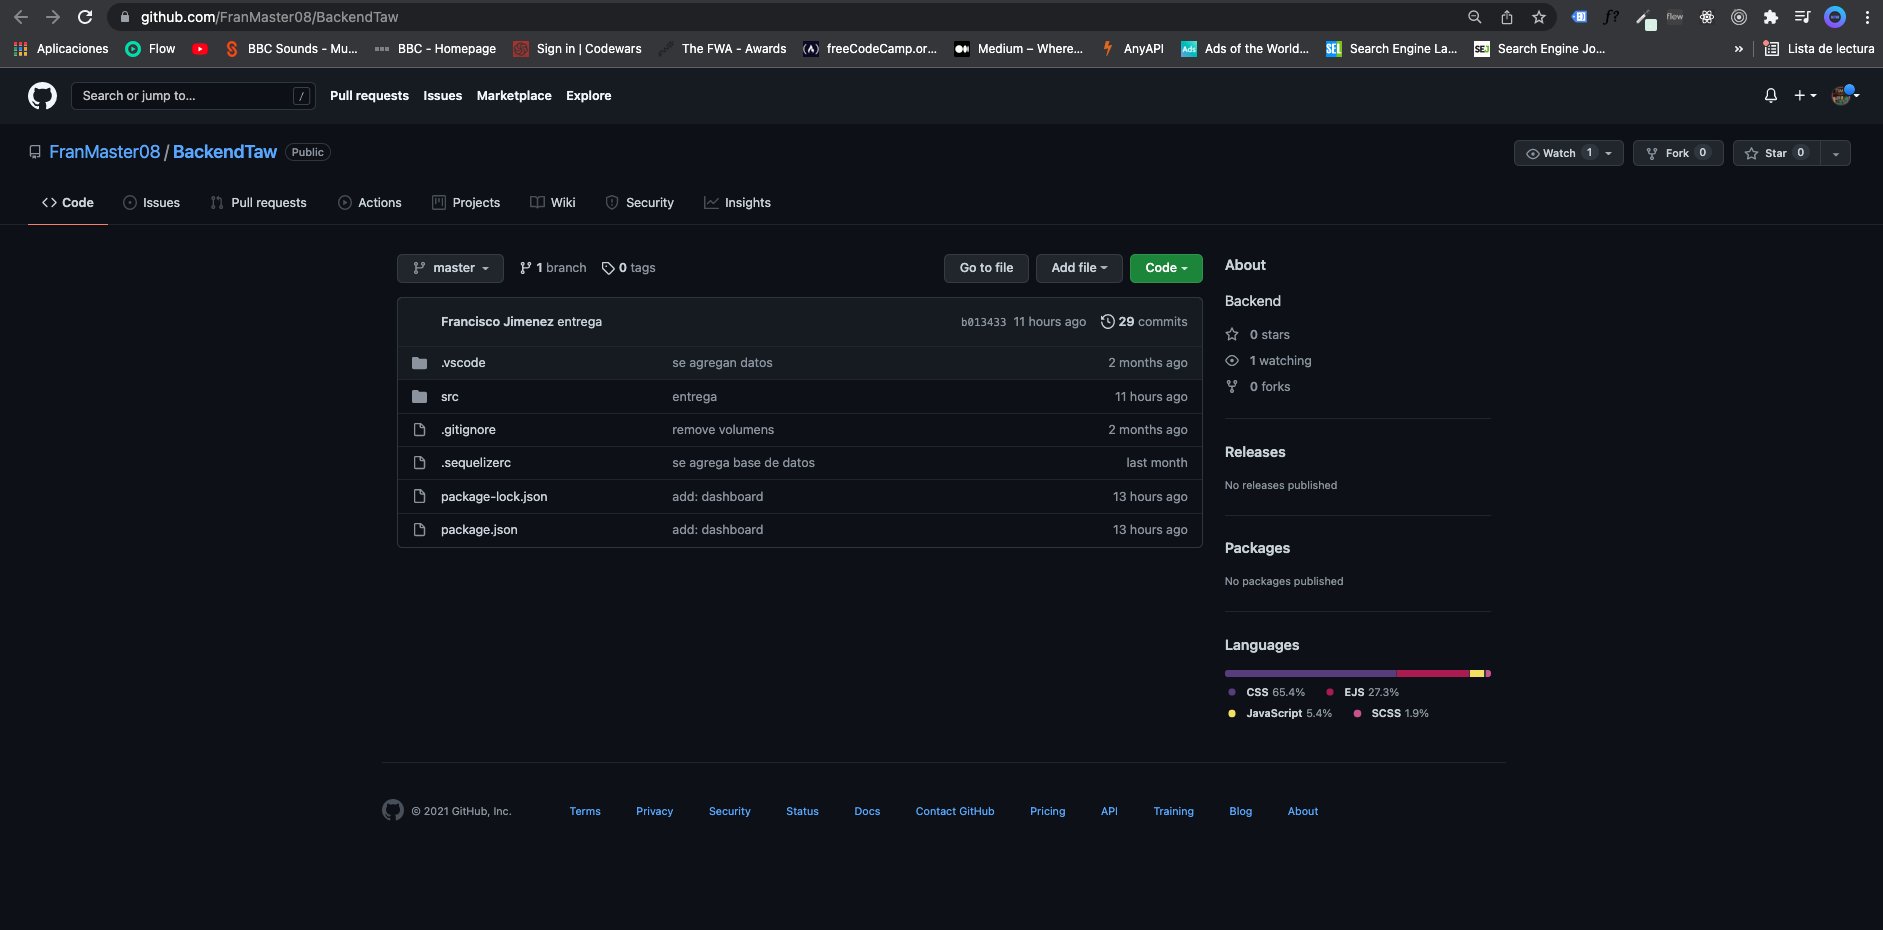 github.com/FranMaster08/BackendTaw
flow
Aplicaciones Flow BBC Sounds - Mu... BBC - Homepage Sign in | Codewars The FWA - Awards freeCodeCamp.or... Medium – Where... AnyAPI Ads Ads of the World... SEL Search Engine La... SEJ Search Engine Jo... » Lista de lectura
Search or jump to... / Pull requests Issues Marketplace Explore
FranMaster08 / BackendTaw Public Watch 1 Fork 0 Star 0
Code Issues Pull requests Actions Projects Wiki Security Insights
master 1 branch 0 tags Go to file Add file Code
Francisco Jimenez entrega b013433 11 hours ago 29 commits
.vscode se agregan datos 2 months ago
src entrega 11 hours ago
.gitignore remove volumens 2 months ago
.sequelizerc se agrega base de datos last month
package-lock.json add: dashboard 13 hours ago
package.json add: dashboard 13 hours ago
About
Backend
0 stars
1 watching
0 forks
Releases
No releases published
Packages
No packages published
Languages
CSS 65.4% EJS 27.3%
JavaScript 5.4% SCSS 1.9%
© 2021 GitHub, Inc. Terms Privacy Security Status Docs Contact GitHub Pricing API Training Blog About